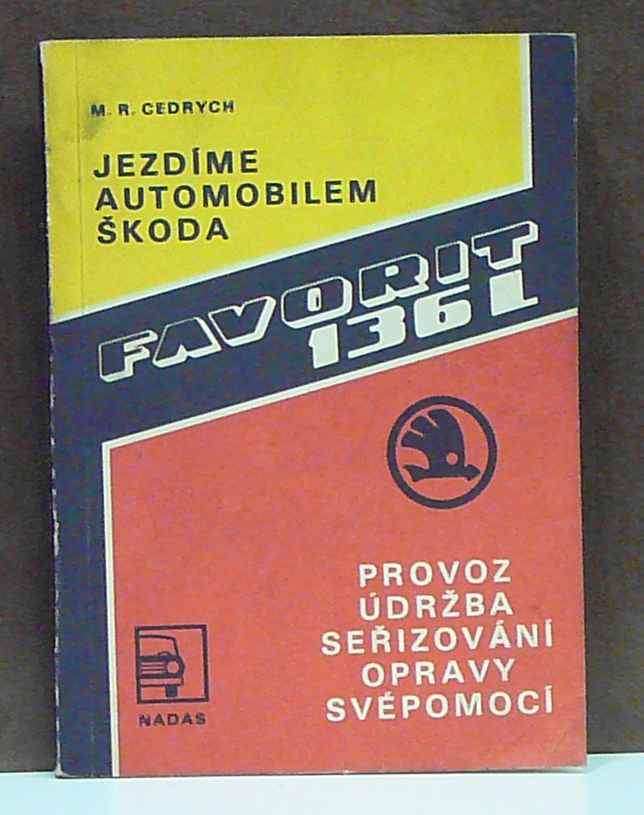 M. R. CEDRYCH
JEZDÍME
AUTOMOBILEM
ŠKODA
FAVORIT
136 L
PROVOZ
ÚDRŽBA
SEŘIZOVÁNÍ
OPRAVY
SVÉPOMOCÍ
NADAS